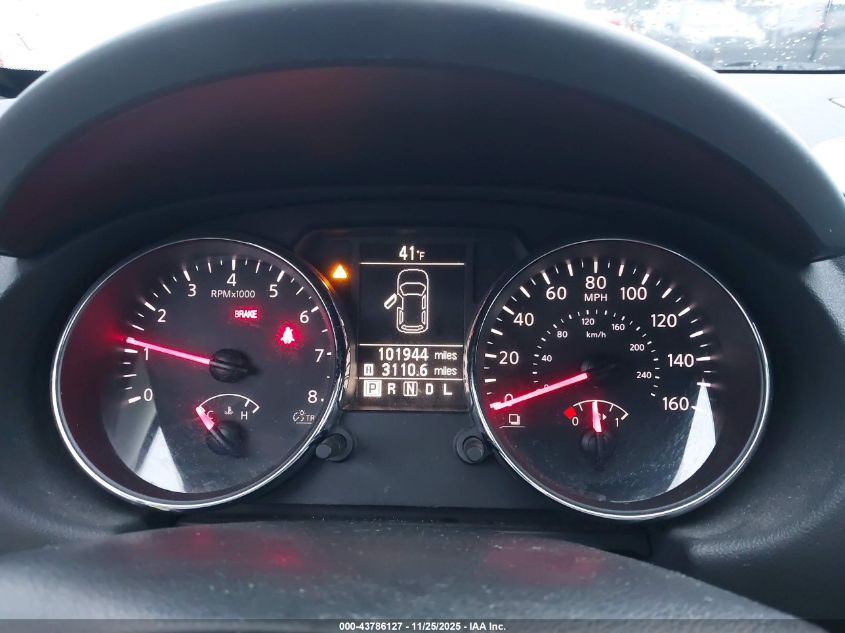 41°F
0 1 2 3 4 5 6 7 8
RPMx1000
BRAKE
C H
TR
101944 miles
B 3110.6 miles
P R N D L
0 20 40 60 80 100 120 140 160
MPH
40 80 120 160 200 240
km/h
0 1
000-43786127 - 11/25/2025 - IAA Inc.